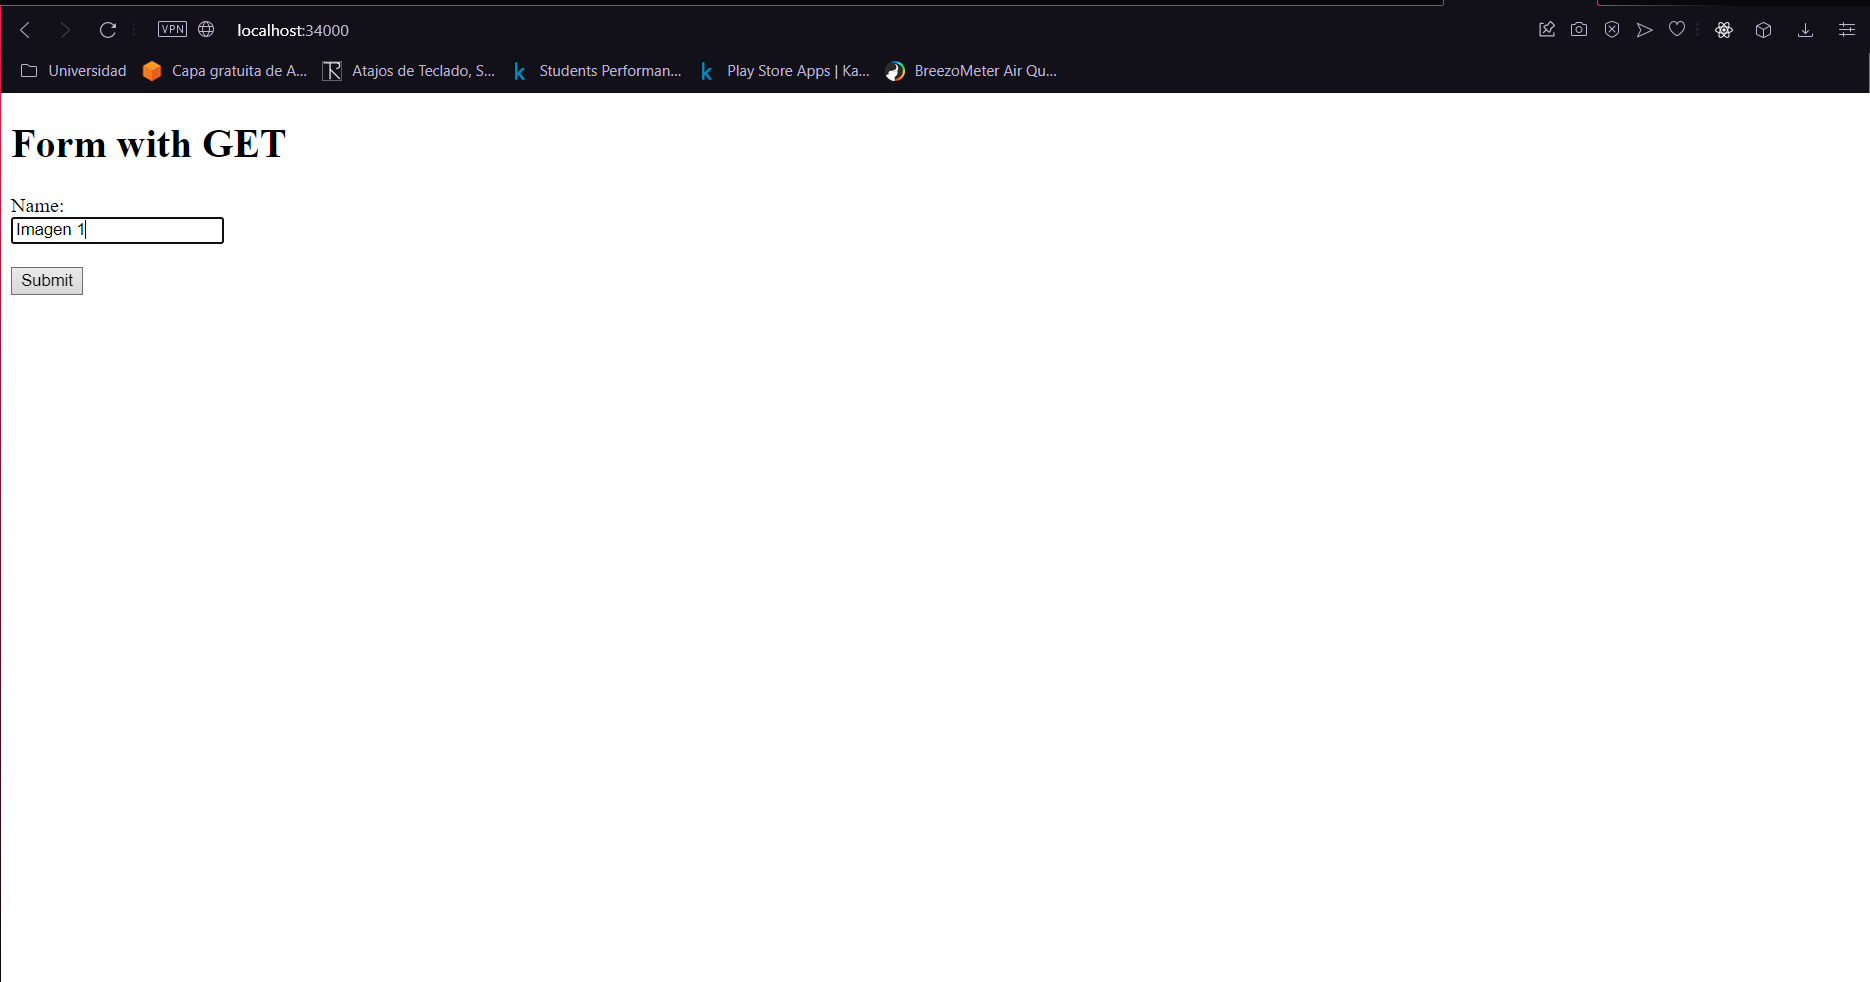 VPN localhost:34000
Universidad Capa gratuita de A... Atajos de Teclado, S... Students Performan... Play Store Apps | Ka... BreezoMeter Air Qu...
Form with GET
Name:
Imagen 1
Submit